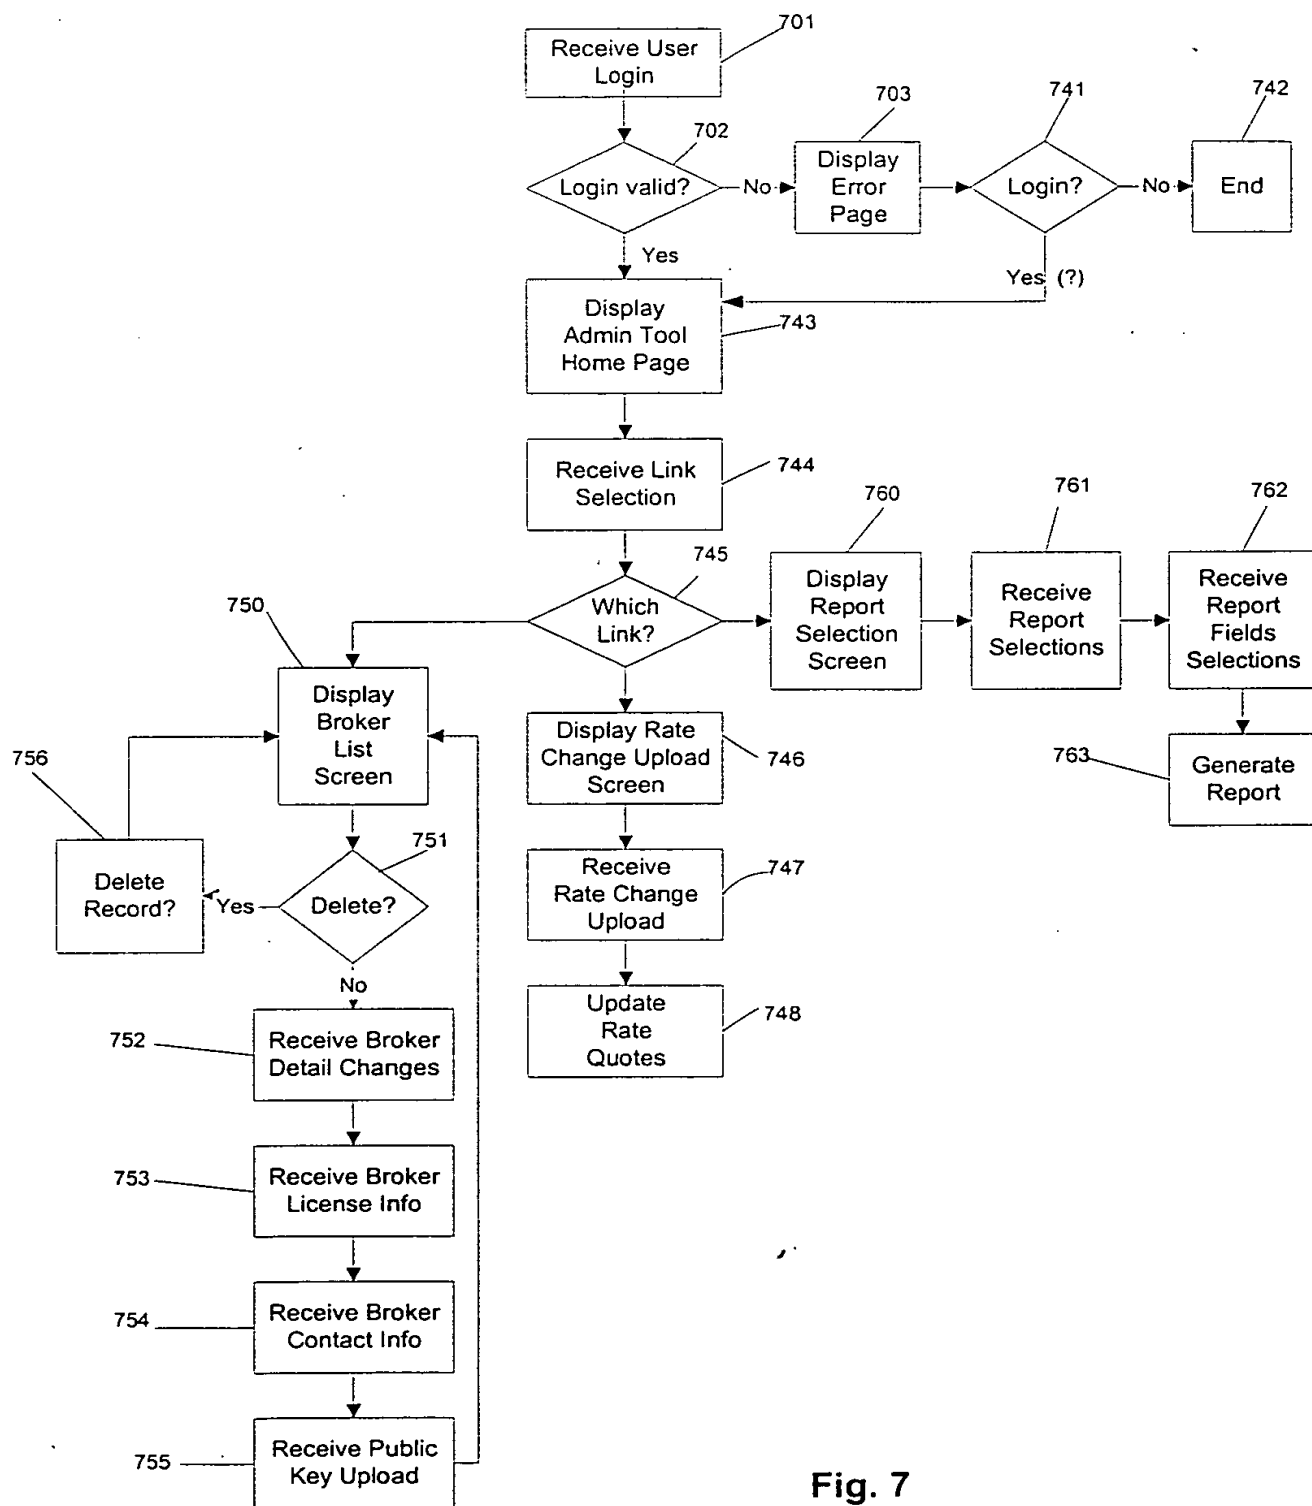 701
Receive User
Login
702
Login valid?
No
703
Display
Error
Page
741
Login?
No
742
End
Yes
Yes (?)
Display
Admin Tool
Home Page
743
Receive Link
Selection
744
745
Which
Link?
760
Display
Report
Selection
Screen
761
Receive
Report
Selections
762
Receive
Report
Fields
Selections
763
Generate
Report
750
Display
Broker
List
Screen
Display Rate
Change Upload
Screen
746
756
Delete
Record?
Yes
751
Delete?
No
Receive
Rate Change
Upload
747
Update
Rate
Quotes
748
752
Receive Broker
Detail Changes
753
Receive Broker
License Info
754
Receive Broker
Contact Info
755
Receive Public
Key Upload
Fig. 7